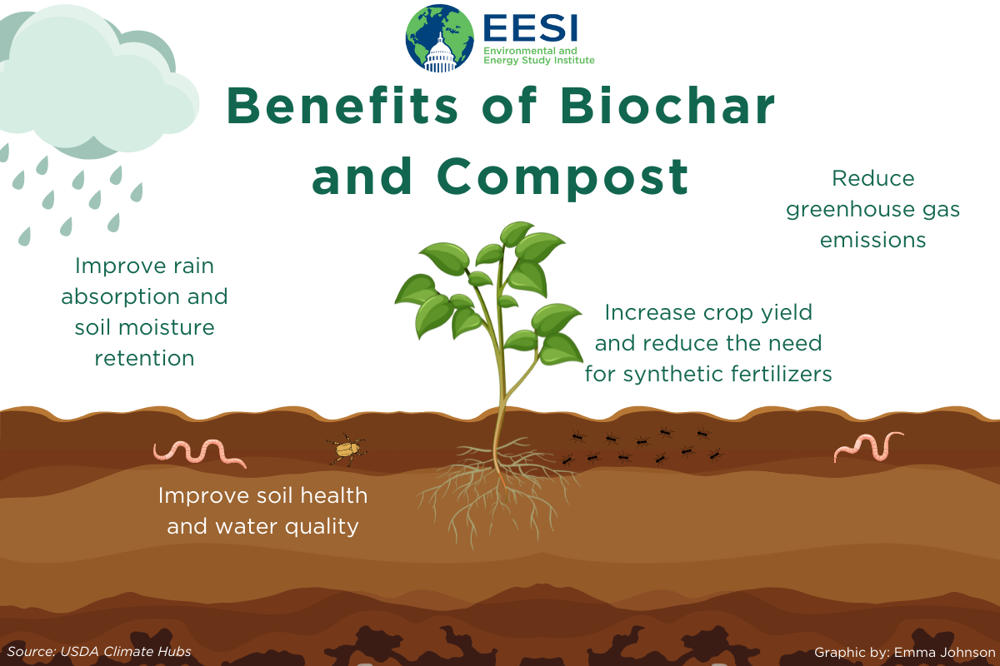 EESI
Environmental and
Energy Study Institute
Benefits of Biochar
and Compost
Reduce
greenhouse gas
emissions
Improve rain
absorption and
soil moisture
retention
Increase crop yield
and reduce the need
for synthetic fertilizers
Improve soil health
and water quality
Source: USDA Climate Hubs
Graphic by: Emma Johnson